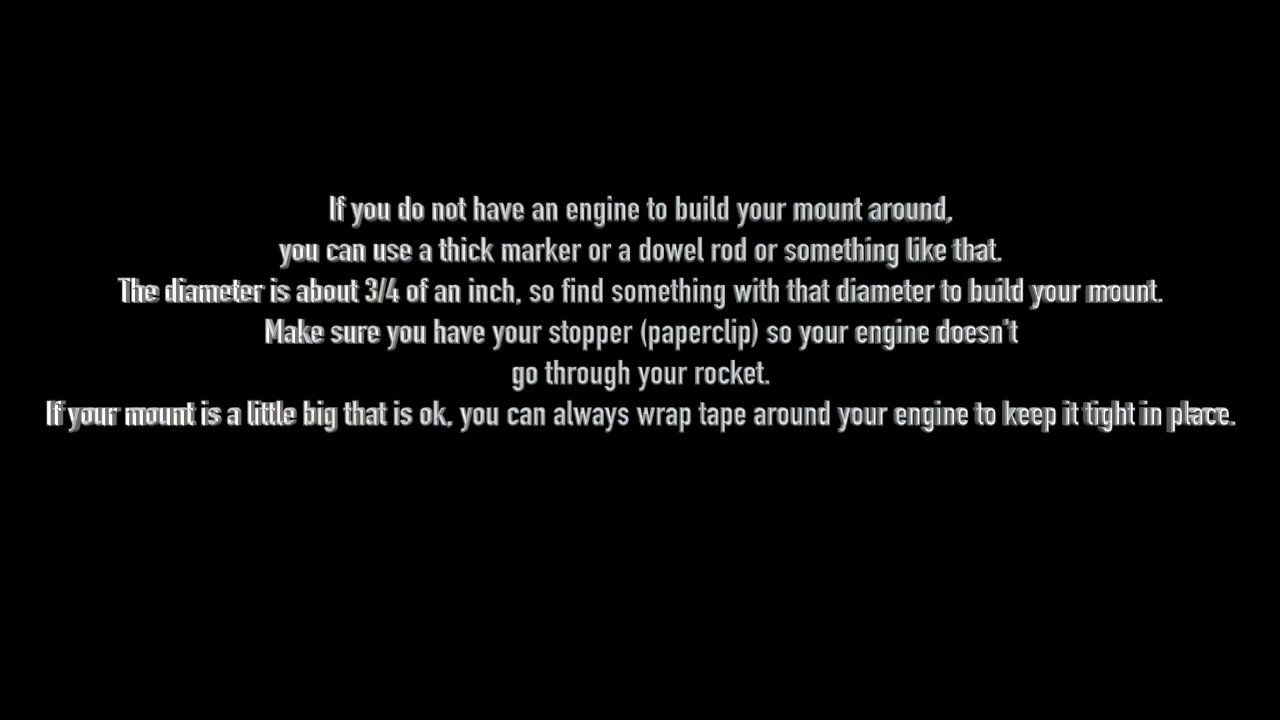 If you do not have an engine to build your mount around,
you can use a thick marker or a dowel rod or something like that.
The diameter is about 3/4 of an inch, so find something with that diameter to build your mount.
Make sure you have your stopper (paperclip) so your engine doesn't
go through your rocket.
If your mount is a little big that is ok, you can always wrap tape around your engine to keep it tight in place.